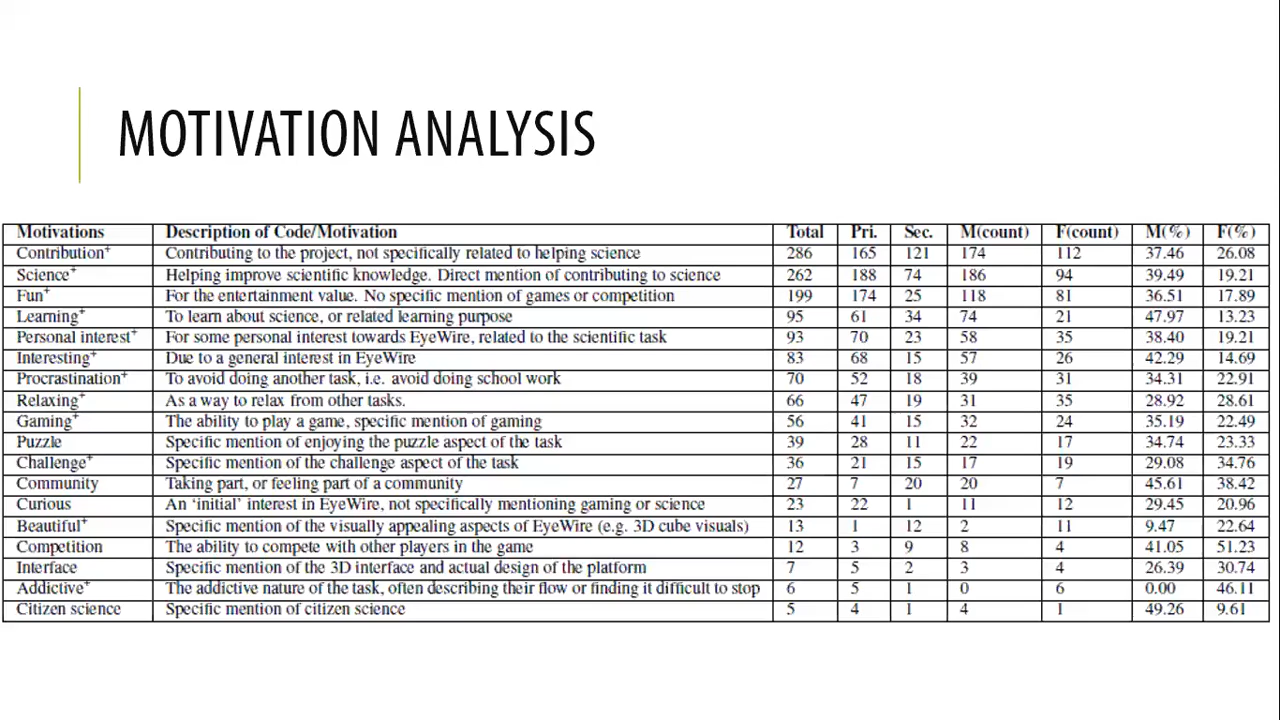 MOTIVATION ANALYSIS
Motivations Description of Code/Motivation Total Pri. Sec. M(count) F(count) M(%) F(%)
Contribution+ Contributing to the project, not specifically related to helping science 286 165 121 174 112 37.46 26.08
Science+ Helping improve scientific knowledge. Direct mention of contributing to science 262 188 74 186 94 39.49 19.21
Fun+ For the entertainment value. No specific mention of games or competition 199 174 25 118 81 36.51 17.89
Learning+ To learn about science, or related learning purpose 95 61 34 74 21 47.97 13.23
Personal interest+ For some personal interest towards EyeWire, related to the scientific task 93 70 23 58 35 38.40 19.21
Interesting+ Due to a general interest in EyeWire 83 68 15 57 26 42.29 14.69
Procrastination+ To avoid doing another task, i.e. avoid doing school work 70 52 18 39 31 34.31 22.91
Relaxing+ As a way to relax from other tasks. 66 47 19 31 35 28.92 28.61
Gaming+ The ability to play a game, specific mention of gaming 56 41 15 32 24 35.19 22.49
Puzzle Specific mention of enjoying the puzzle aspect of the task 39 28 11 22 17 34.74 23.33
Challenge+ Specific mention of the challenge aspect of the task 36 21 15 17 19 29.08 34.76
Community Taking part, or feeling part of a community 27 7 20 20 7 45.61 38.42
Curious An 'initial' interest in EyeWire, not specifically mentioning gaming or science 23 22 1 11 12 29.45 20.96
Beautiful+ Specific mention of the visually appealing aspects of EyeWire (e.g. 3D cube visuals) 13 1 12 2 11 9.47 22.64
Competition The ability to compete with other players in the game 12 3 9 8 4 41.05 51.23
Interface Specific mention of the 3D interface and actual design of the platform 7 5 2 3 4 26.39 30.74
Addictive+ The addictive nature of the task, often describing their flow or finding it difficult to stop 6 5 1 0 6 0.00 46.11
Citizen science Specific mention of citizen science 5 4 1 4 1 49.26 9.61